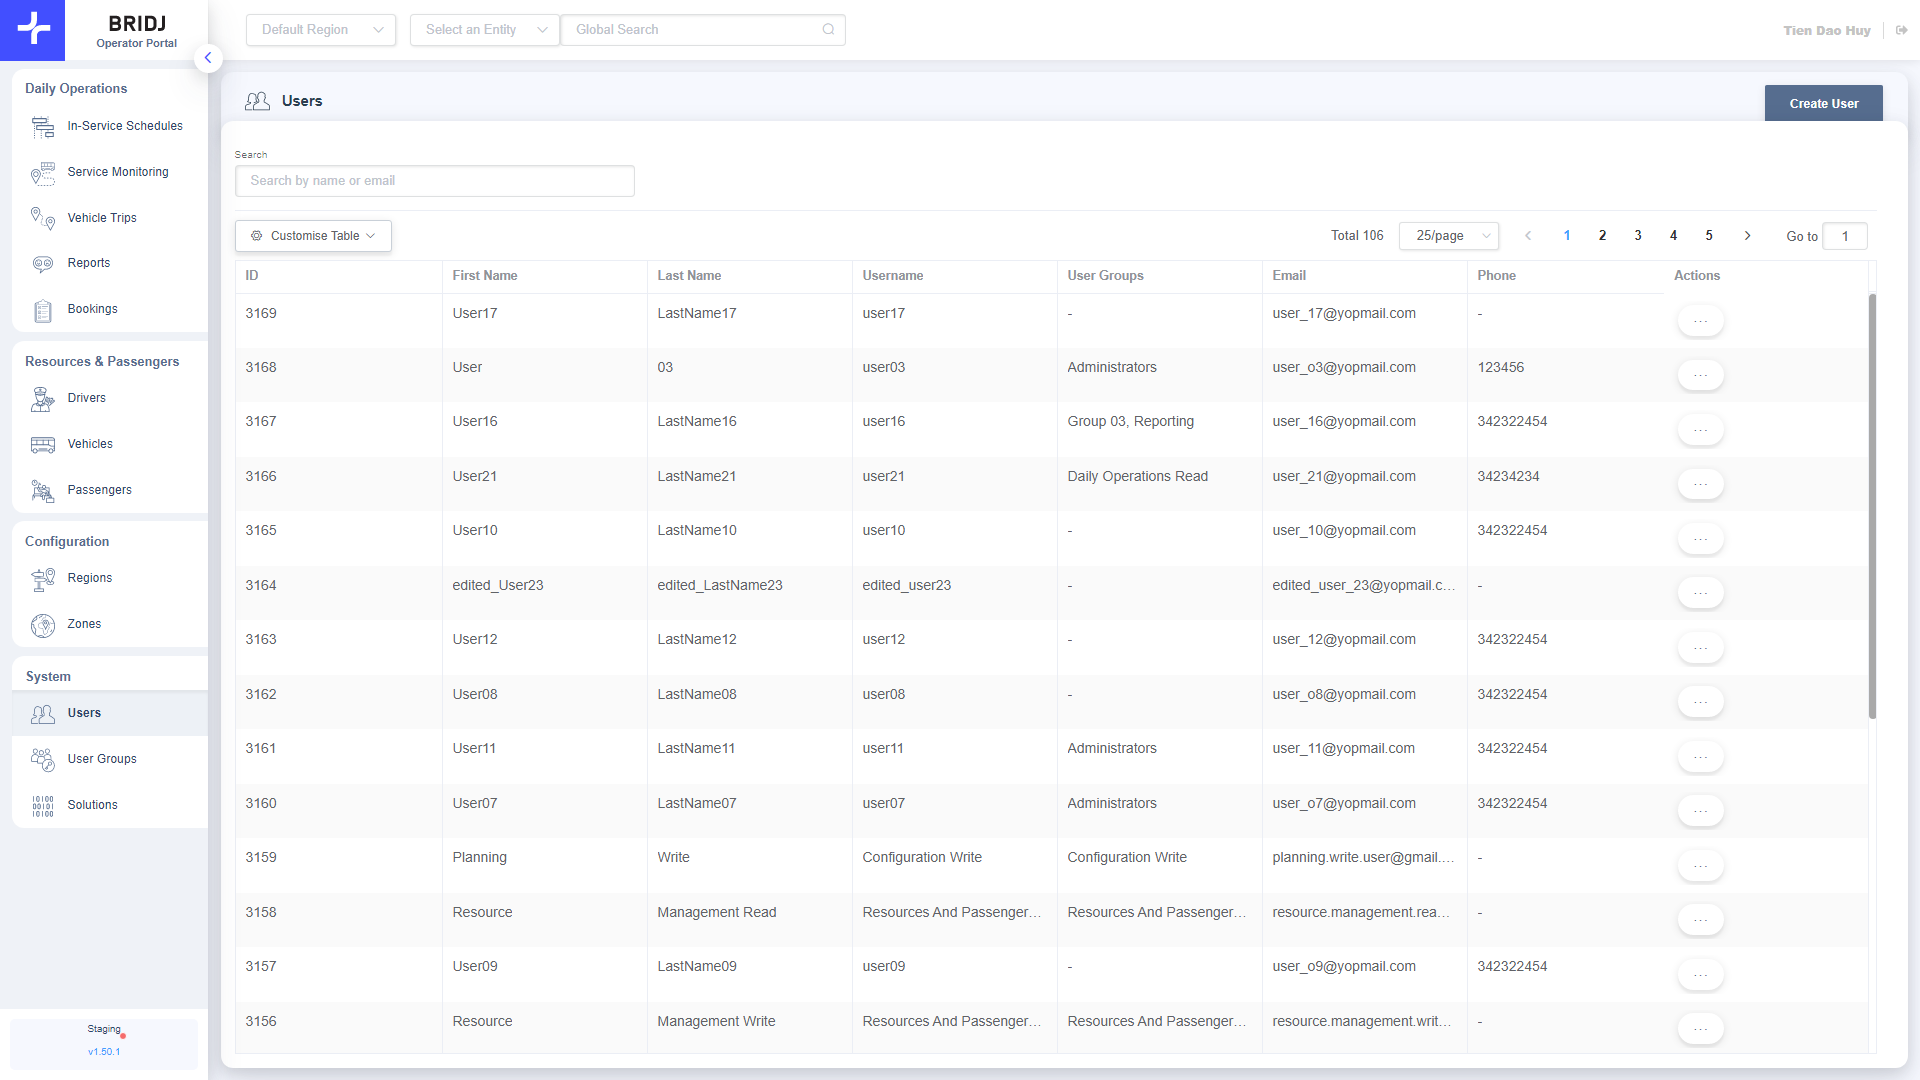 BRIDJ
Operator Portal
Default Region
Select an Entity
Global Search
Tien Dao Huy
Daily Operations
In-Service Schedules
Service Monitoring
Vehicle Trips
Reports
Bookings
Resources & Passengers
Drivers
Vehicles
Passengers
Configuration
Regions
Zones
System
Users
User Groups
Solutions
Staging
v1.50.1
Users
Create User
Search
Search by name or email
Customise Table
Total 106 25/page 1 2 3 4 5 Go to 1
ID First Name Last Name Username User Groups Email Phone Actions
3169 User17 LastName17 user17 - user_17@yopmail.com - ...
3168 User 03 user03 Administrators user_o3@yopmail.com 123456 ...
3167 User16 LastName16 user16 Group 03, Reporting user_16@yopmail.com 342322454 ...
3166 User21 LastName21 user21 Daily Operations Read user_21@yopmail.com 34234234 ...
3165 User10 LastName10 user10 - user_10@yopmail.com 342322454 ...
3164 edited_User23 edited_LastName23 edited_user23 - edited_user_23@yopmail.c... - ...
3163 User12 LastName12 user12 - user_12@yopmail.com 342322454 ...
3162 User08 LastName08 user08 - user_o8@yopmail.com 342322454 ...
3161 User11 LastName11 user11 Administrators user_11@yopmail.com 342322454 ...
3160 User07 LastName07 user07 Administrators user_o7@yopmail.com 342322454 ...
3159 Planning Write Configuration Write Configuration Write planning.write.user@gmail.... - ...
3158 Resource Management Read Resources And Passenger... Resources And Passenger... resource.management.rea... - ...
3157 User09 LastName09 user09 - user_o9@yopmail.com 342322454 ...
3156 Resource Management Write Resources And Passenger... Resources And Passenger... resource.management.writ... - ...